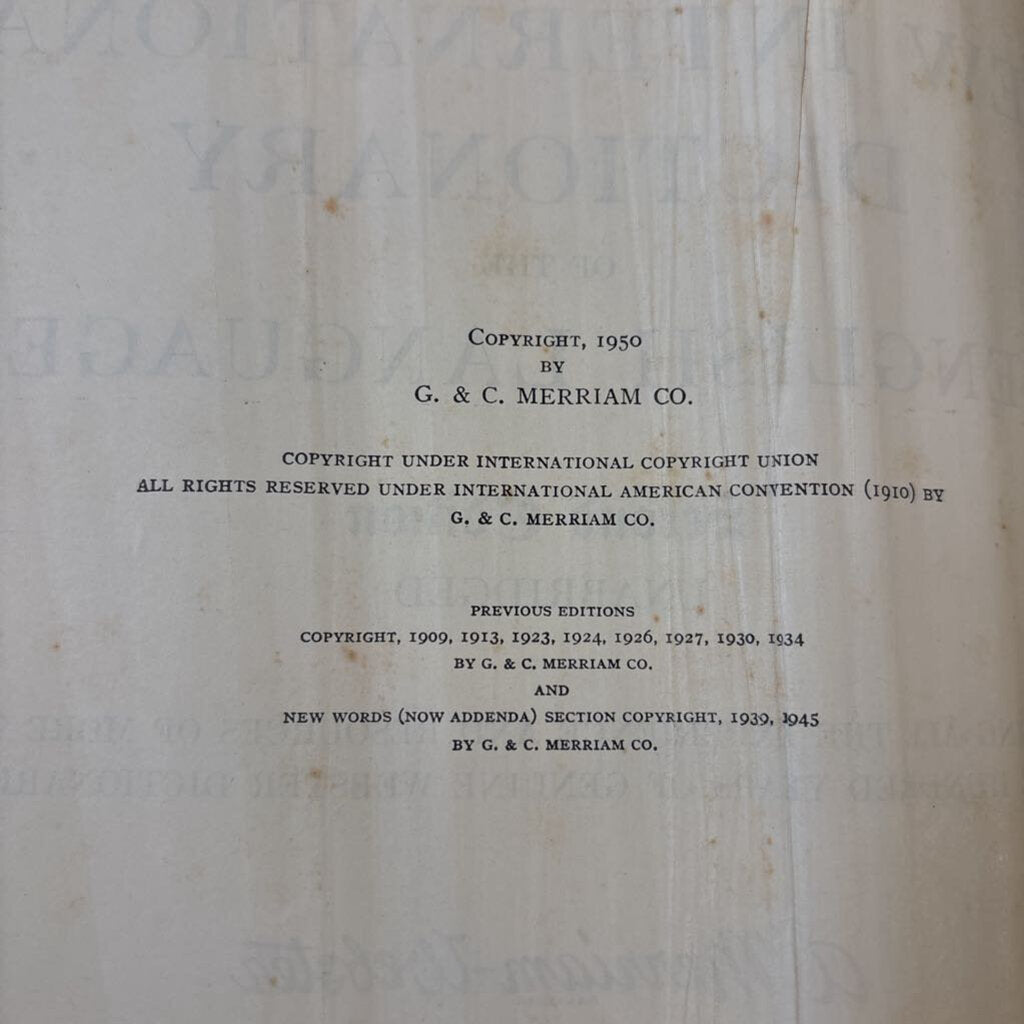 COPYRIGHT, 1950
BY
G. & C. MERRIAM CO.
COPYRIGHT UNDER INTERNATIONAL COPYRIGHT UNION
ALL RIGHTS RESERVED UNDER INTERNATIONAL AMERICAN CONVENTION (1910) BY
G. & C. MERRIAM CO.
PREVIOUS EDITIONS
COPYRIGHT, 1909, 1913, 1923, 1924, 1926, 1927, 1930, 1934
BY G. & C. MERRIAM CO.
AND
NEW WORDS (NOW ADDENDA) SECTION COPYRIGHT, 1939, 1945
BY G. & C. MERRIAM CO.